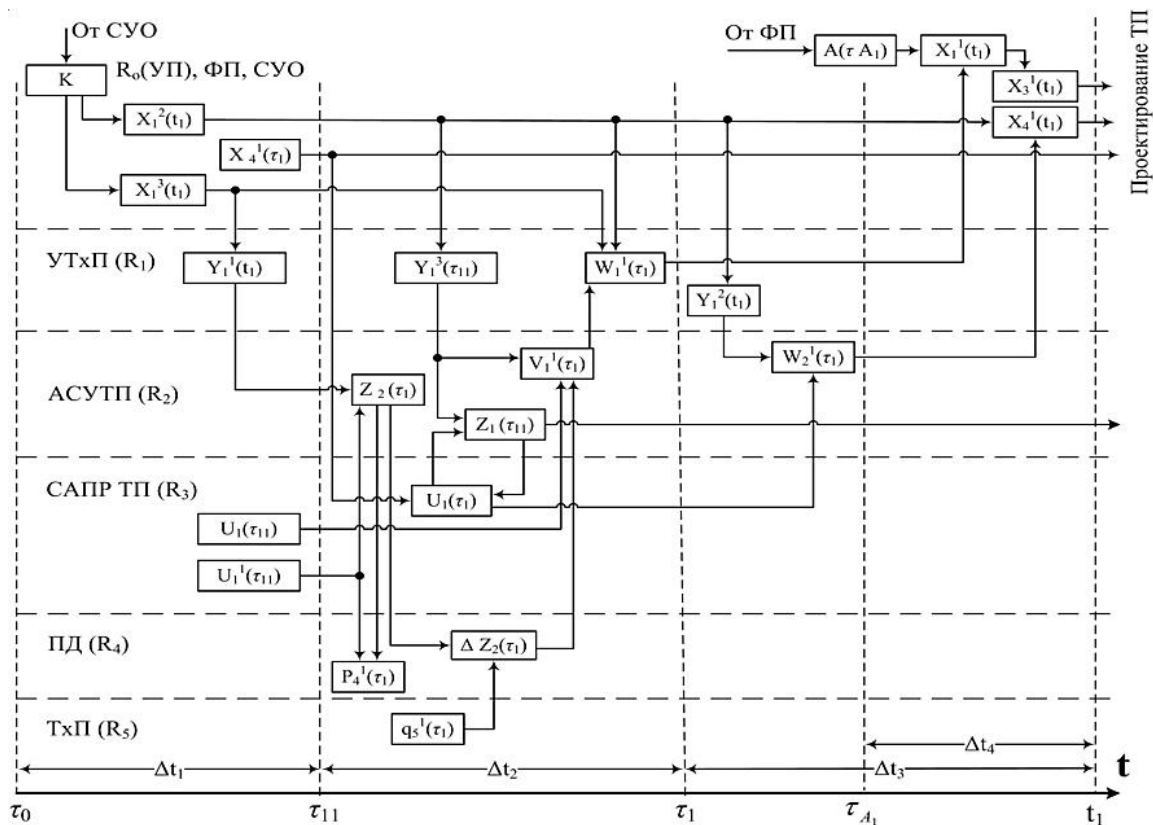 От СУО
K
R₀(УП), ФП, СУО
От ФП
A(τ A₁)
X₁¹(t₁)
X₃¹(t₁)
X₁²(t₁)
X₄¹(t₁)
X₄¹(τ₁)
X₁³(t₁)
Проектирование ТП
УТхП (R₁)
Y₁¹(t₁)
Y₁³(τ₁₁)
W₁¹(τ₁)
Y₁²(t₁)
V₁¹(τ₁)
W₂¹(τ₁)
АСУТП (R₂)
Z₂(τ₁)
Z₁(τ₁₁)
САПР ТП (R₃)
U₁(τ₁)
U₁(τ₁₁)
U₁¹(τ₁₁)
ПД (R₄)
Δ Z₂(τ₁)
P₄¹(τ₁)
ТхП (R₅)
q₅¹(τ₁)
Δt₄
Δt₁
Δt₂
Δt₃
t
τ₀
τ₁₁
τ₁
τ_A₁
t₁